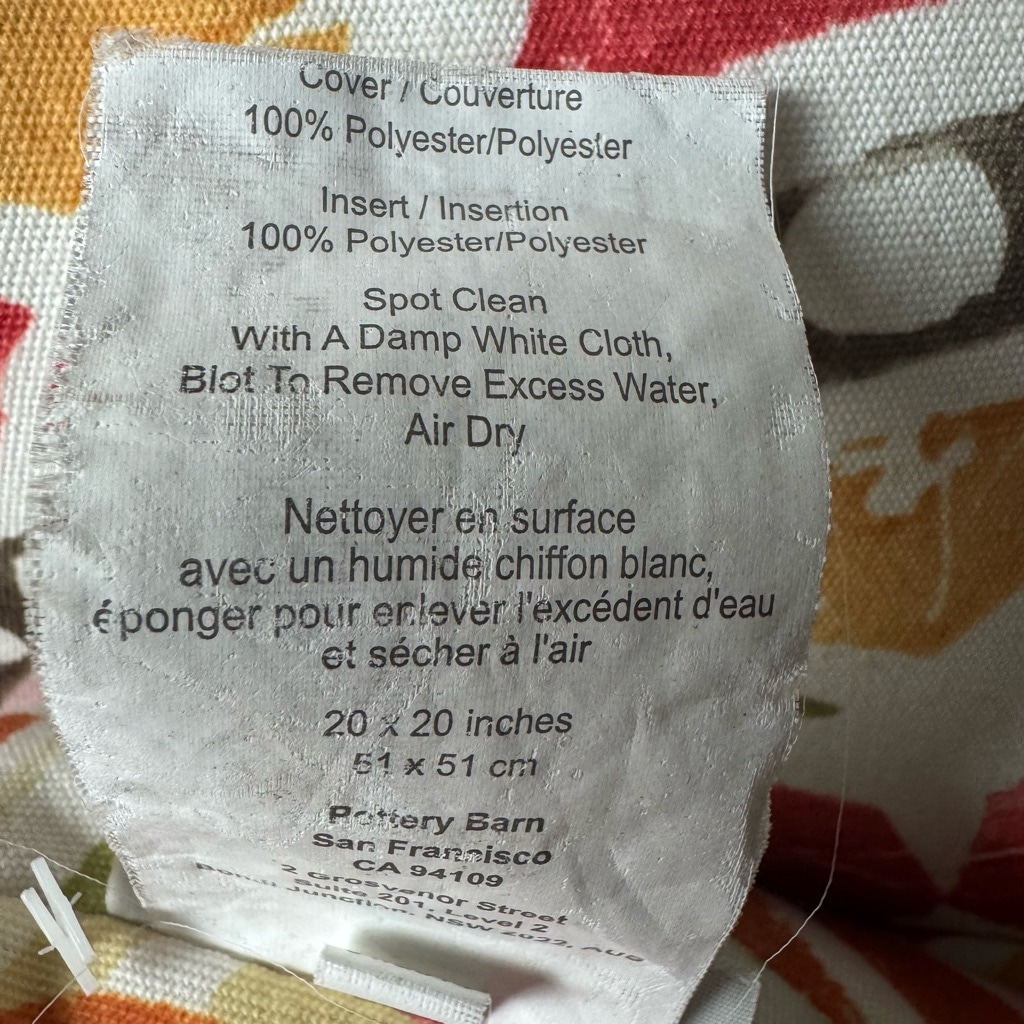 Cover / Couverture
100% Polyester/Polyester
Insert / Insertion
100% Polyester/Polyester
Spot Clean
With A Damp White Cloth,
Blot To Remove Excess Water,
Air Dry
Nettoyer en surface
avec un humide chiffon blanc,
éponger pour enlever l'excédent d'eau
et sécher à l'air
20 x 20 inches
51 x 51 cm
Pottery Barn
San Francisco
CA 94109
2 Grosvenor Street
Suite 201, Level 2
Junction, NSW 2022,